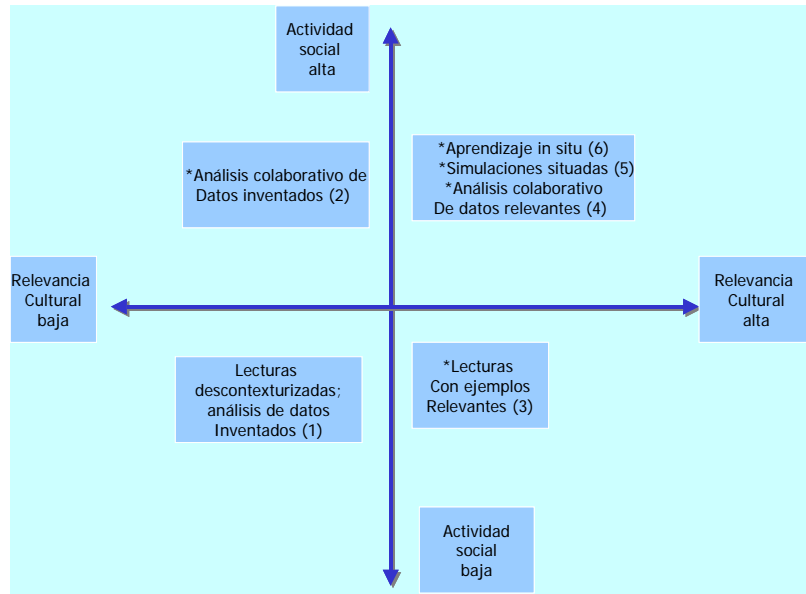 Actividad
social
alta
*Análisis colaborativo de
Datos inventados (2)
*Aprendizaje in situ (6)
*Simulaciones situadas (5)
*Análisis colaborativo
De datos relevantes (4)
Relevancia
Cultural
baja
Relevancia
Cultural
alta
Lecturas
descontexturizadas;
análisis de datos
Inventados (1)
*Lecturas
Con ejemplos
Relevantes (3)
Actividad
social
baja